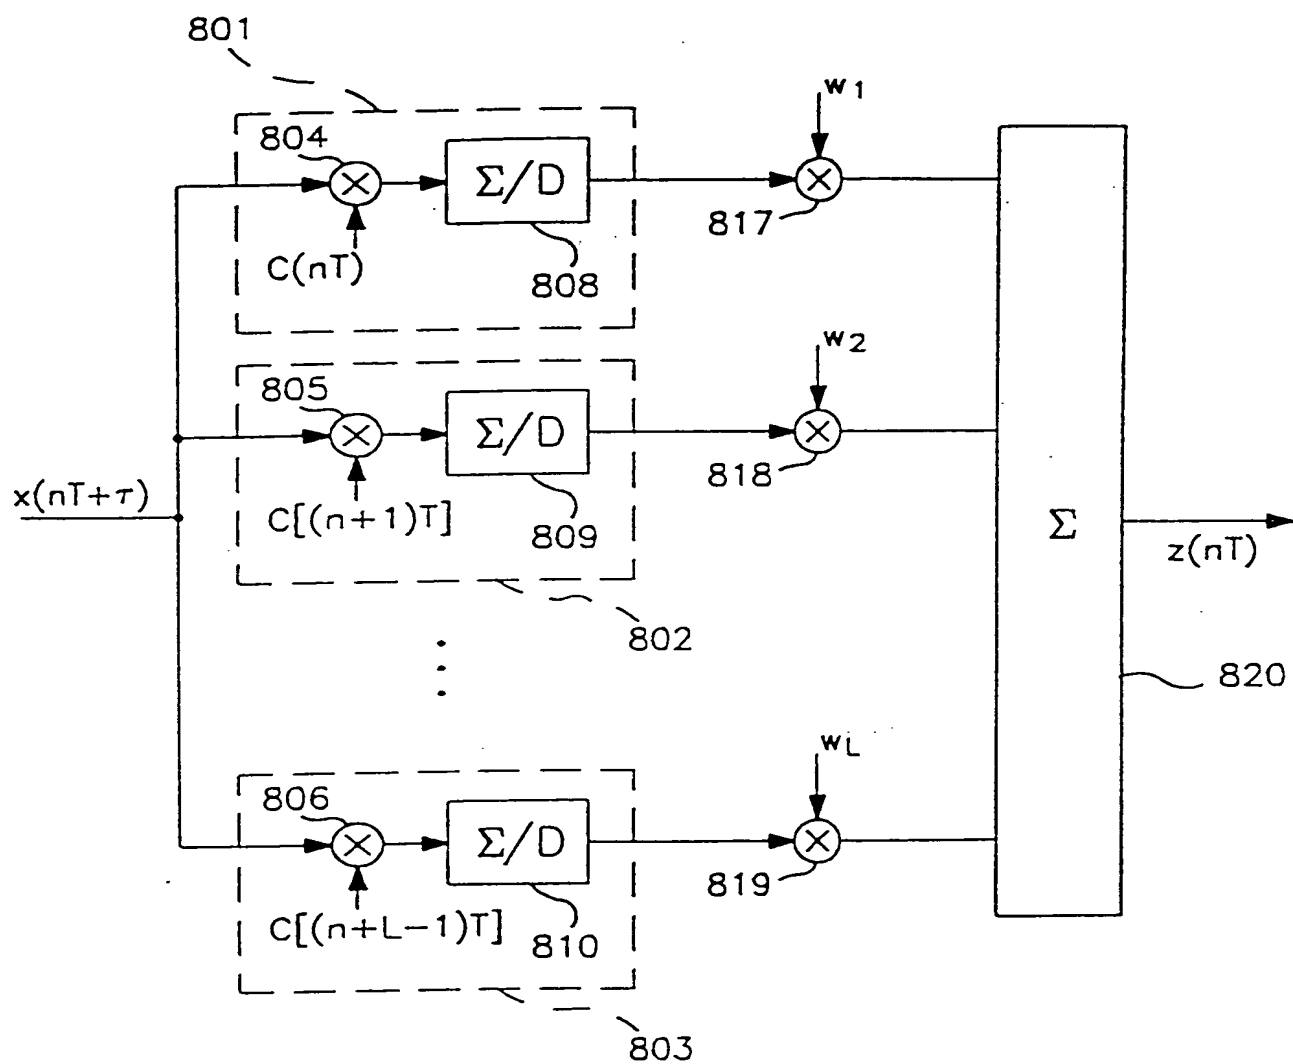 801
w1
804
Σ/D
817
C(nT)
808
w2
805
Σ/D
818
x(nT+τ)
C[(n+1)T]
809
Σ
z(nT)
802
820
wL
806
Σ/D
819
C[(n+L-1)T]
810
803